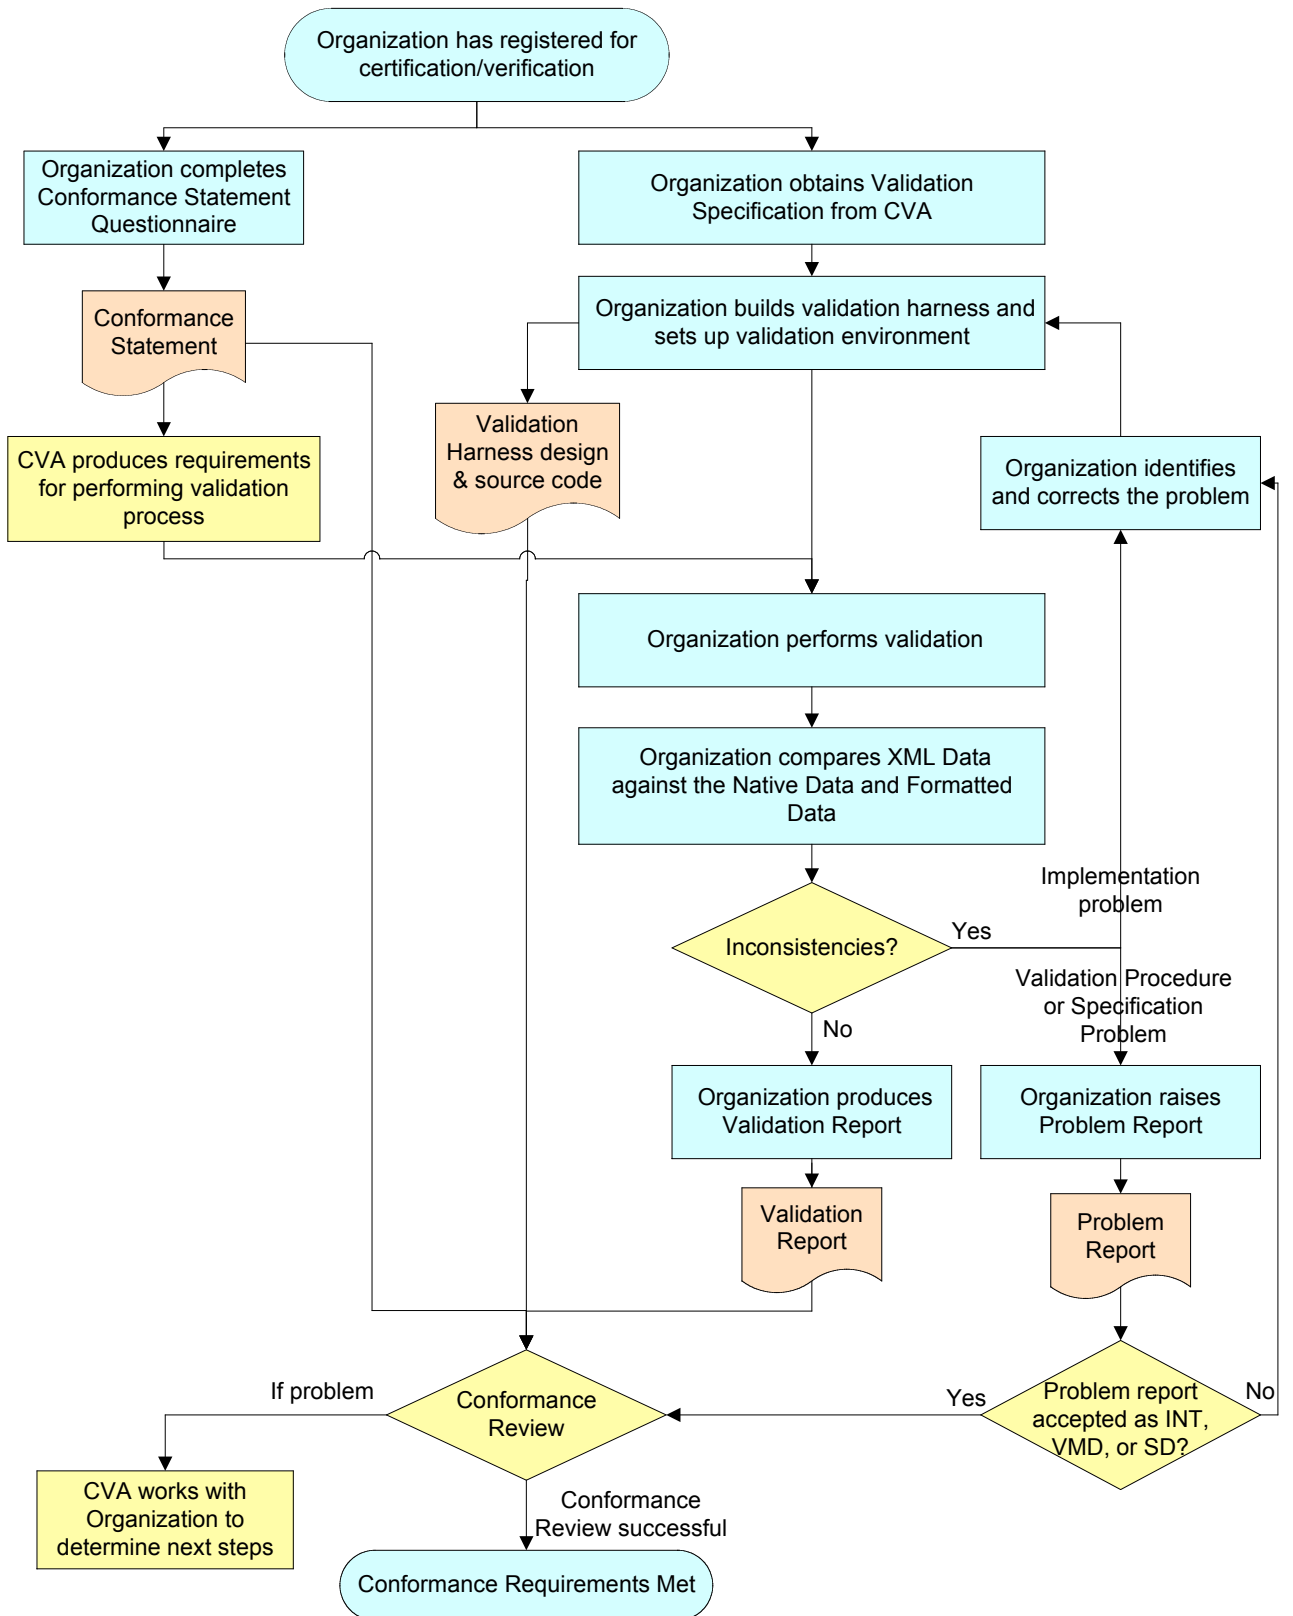 Organization has registered for
certification/verification
Organization completes
Conformance Statement
Questionnaire
Organization obtains Validation
Specification from CVA
Conformance
Statement
Organization builds validation harness and
sets up validation environment
Validation
Harness design
& source code
CVA produces requirements
for performing validation
process
Organization identifies
and corrects the problem
Organization performs validation
Organization compares XML Data
against the Native Data and Formatted
Data
Implementation
problem
Inconsistencies?
Yes
Validation Procedure
or Specification
Problem
No
Organization produces
Validation Report
Organization raises
Problem Report
Validation
Report
Problem
Report
If problem
Conformance
Review
Yes
Problem report
accepted as INT,
VMD, or SD?
No
CVA works with
Organization to
determine next steps
Conformance
Review successful
Conformance Requirements Met